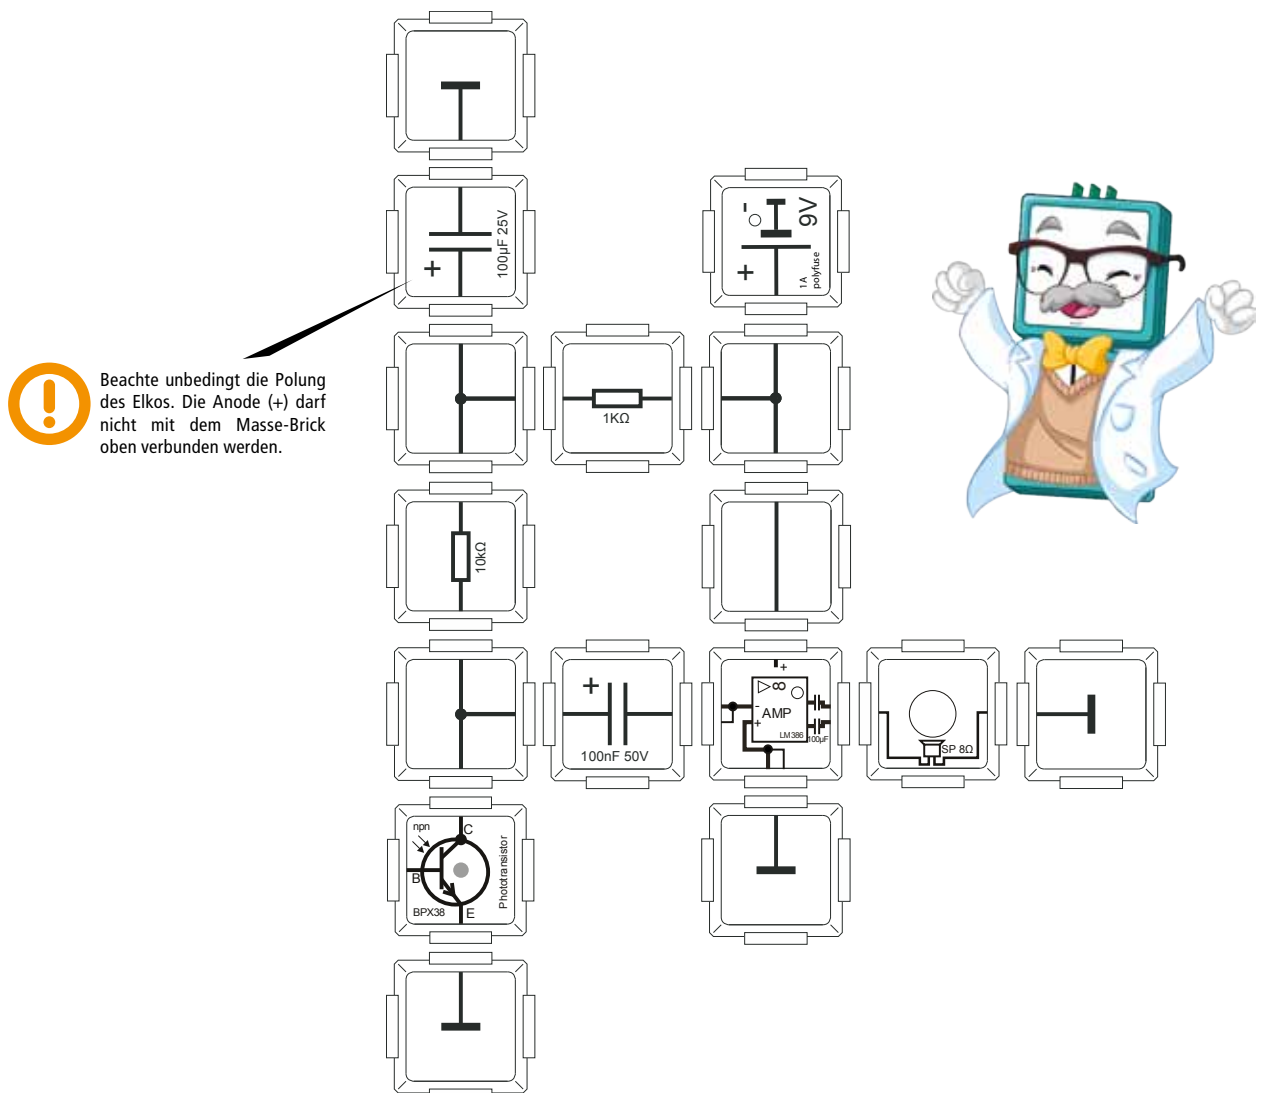 100µF 25V
+
-
9V
+
1A
polyfuse
Beachte unbedingt die Polung
des Elkos. Die Anode (+) darf
nicht mit dem Masse-Brick
oben verbunden werden.
1KΩ
10kΩ
+
100nF 50V
+
8
-
AMP
+
LM386
100µF
SP 8Ω
npn
C
B
E
BPX38
Phototransistor